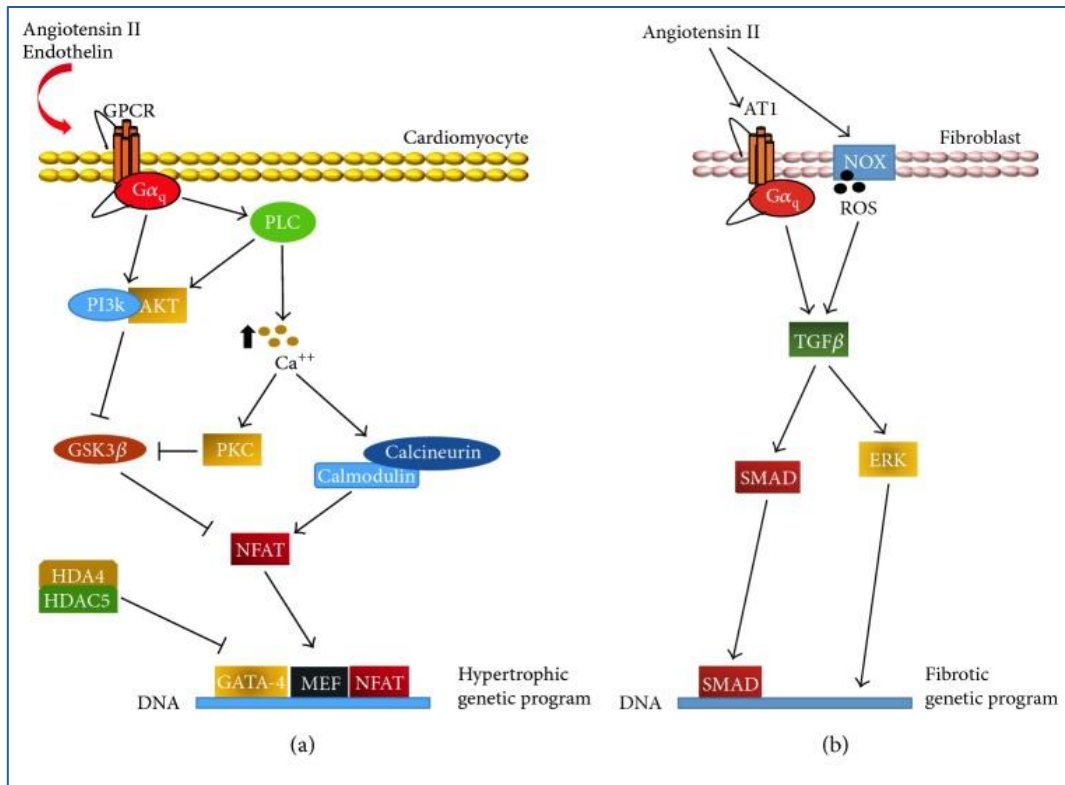 Angiotensin II
Endothelin
GPCR
Cardiomyocyte
Gαq
PLC
PI3k
AKT
Ca++
GSK3β
PKC
Calcineurin
Calmodulin
NFAT
HDA4
HDAC5
GATA-4
MEF
NFAT
DNA
Hypertrophic
genetic program
(a)
Angiotensin II
AT1
Fibroblast
NOX
Gαq
ROS
TGFβ
SMAD
ERK
SMAD
DNA
Fibrotic
genetic program
(b)